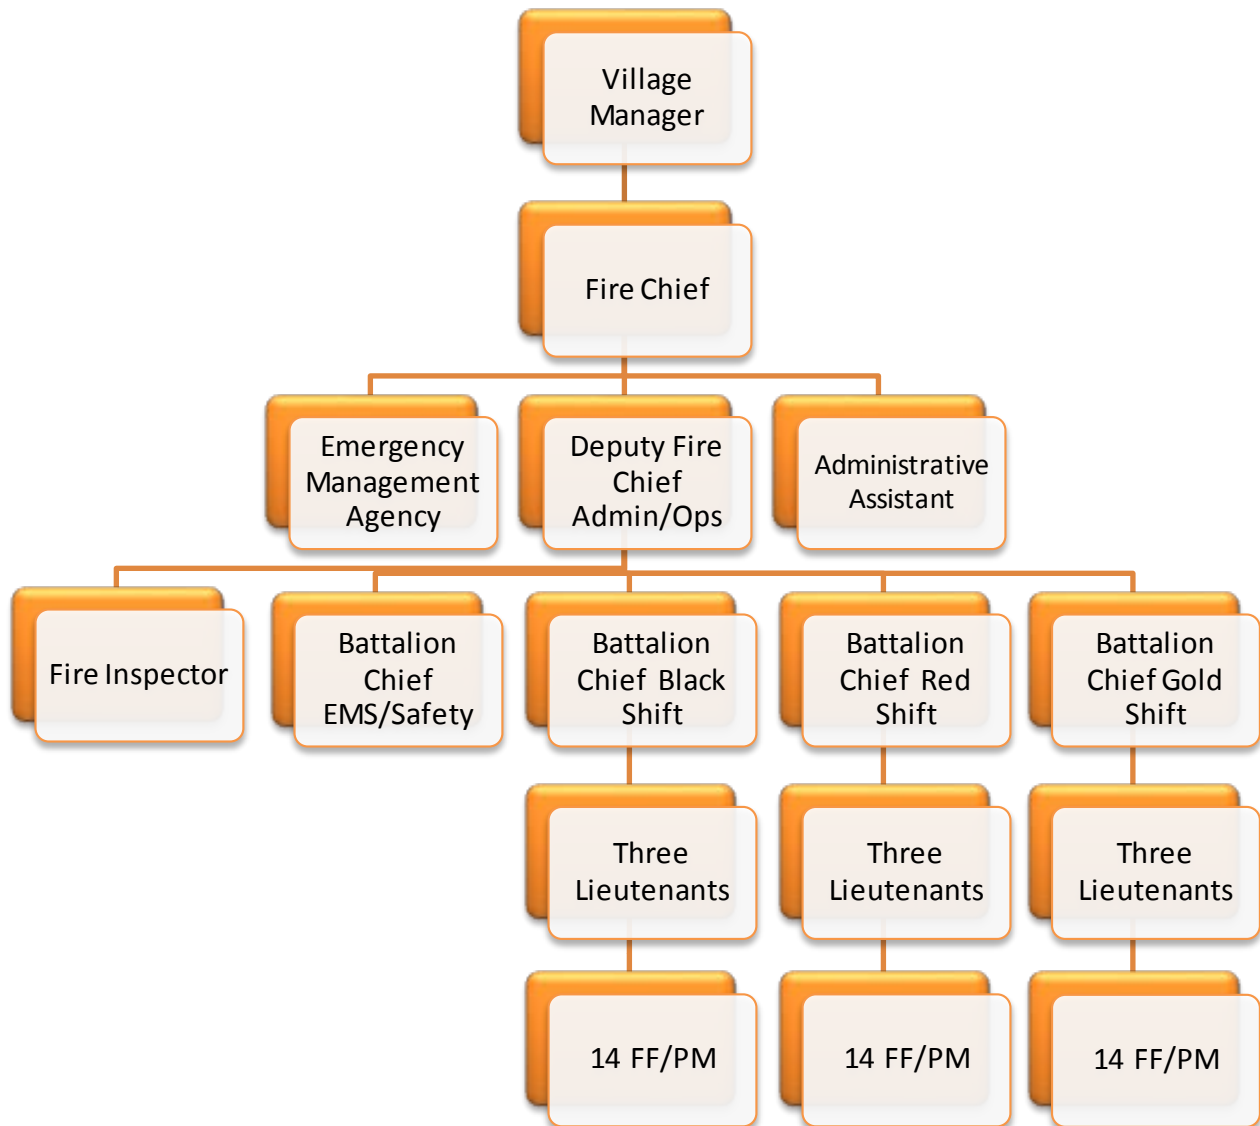 Village
Manager
Fire Chief
Emergency
Management
Agency
Deputy Fire
Chief
Admin/Ops
Administrative
Assistant
Fire Inspector
Battalion
Chief
EMS/Safety
Battalion
Chief Black
Shift
Battalion
Chief Red
Shift
Battalion
Chief Gold
Shift
Three
Lieutenants
Three
Lieutenants
Three
Lieutenants
14 FF/PM
14 FF/PM
14 FF/PM